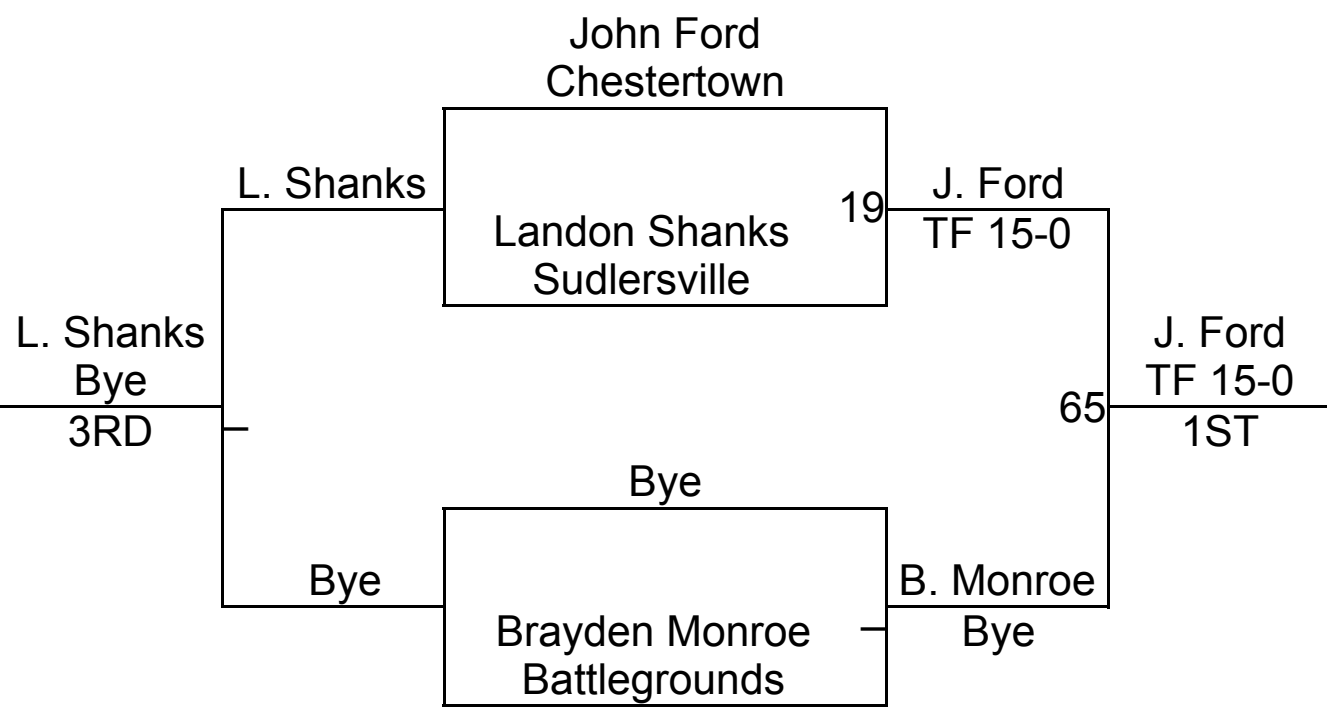 John Ford
Chestertown
L. Shanks
19
J. Ford
Landon Shanks
TF 15-0
Sudlersville
L. Shanks
J. Ford
Bye
TF 15-0
65
3RD
1ST
Bye
Bye
B. Monroe
Brayden Monroe
Bye
Battlegrounds